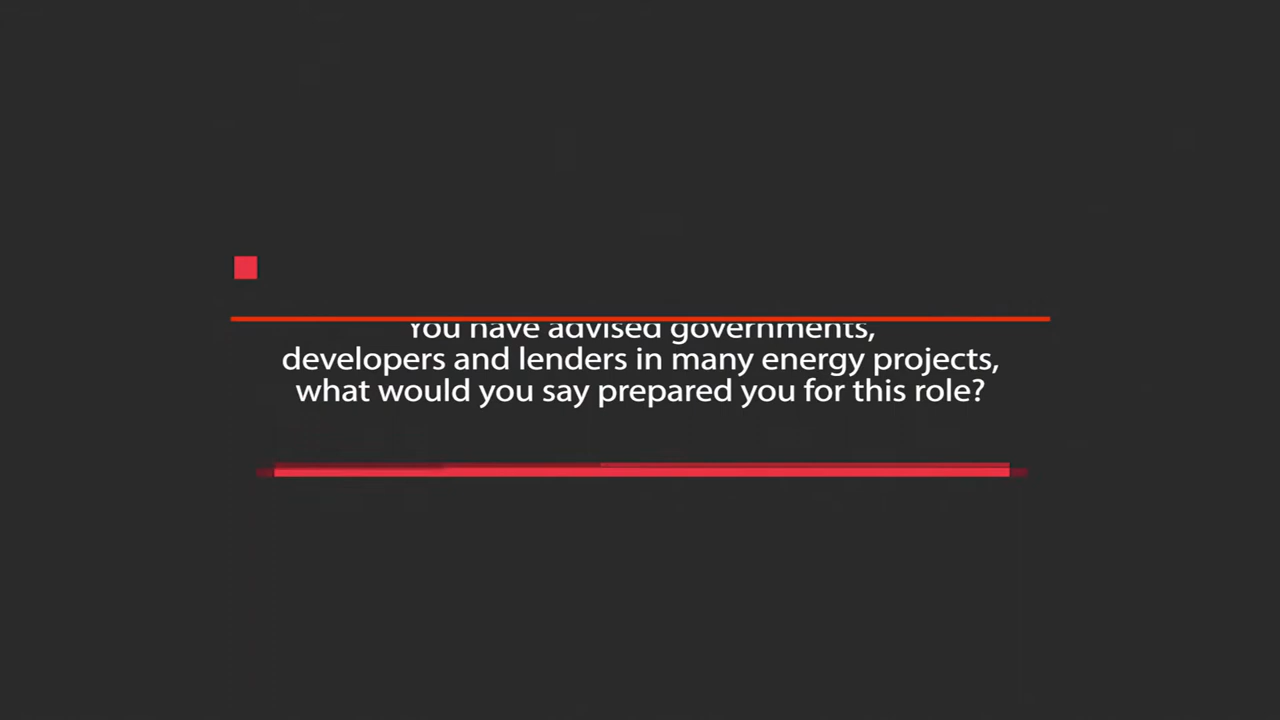 You have advised governments,
developers and lenders in many energy projects,
what would you say prepared you for this role?